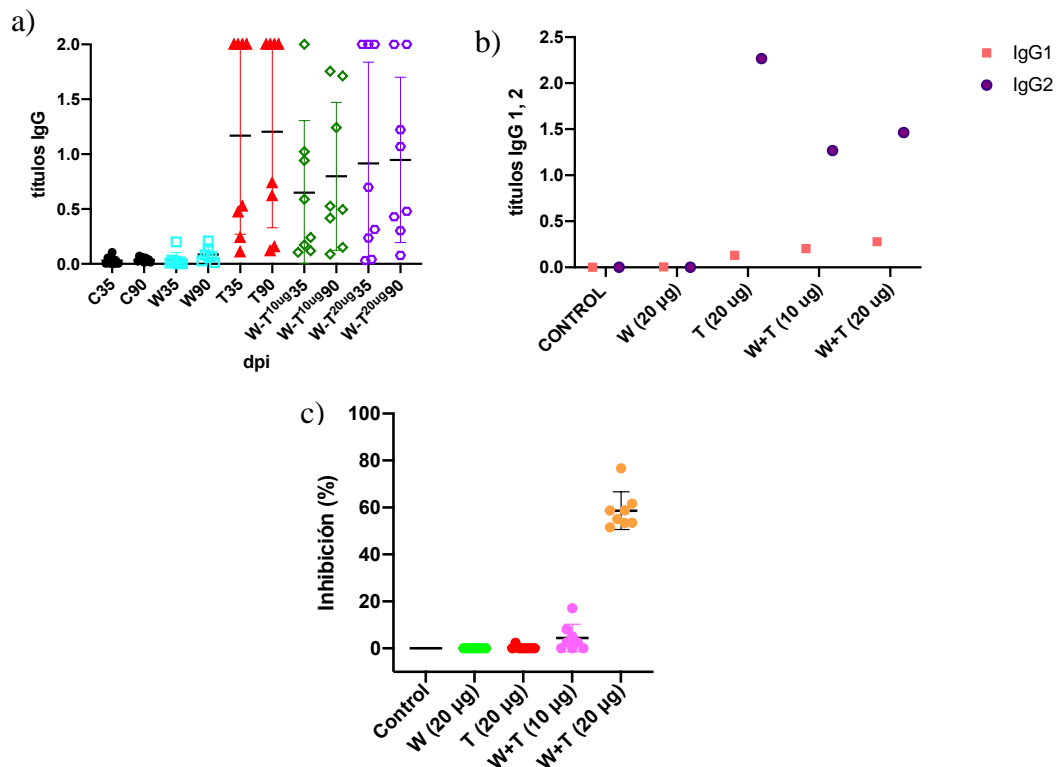 a)
títulos IgG
2.0
1.5
1.0
0.5
0.0
C35
C90
W35
W90
T35
T90
W-T10ug35
W-T10ug90
W-T20ug35
W-T20ug90
dpi
b)
títulos IgG 1, 2
2.5
2.0
1.5
1.0
0.5
0.0
CONTROL
W (20 ug)
T (20 ug)
W+T (10 ug)
W+T (20 ug)
IgG1
IgG2
c)
Inhibición (%)
100
80
60
40
20
0
Control
W (20 µg)
T (20 µg)
W+T (10 µg)
W+T (20 µg)